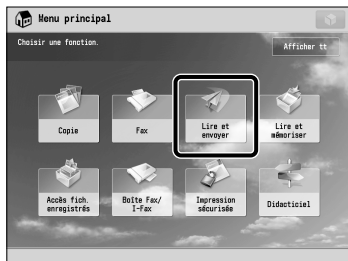 Menu principal
Choisir une fonction.
Afficher tt
Copie
Fax
Lire et
envoyer
Lire et
mémoriser
Accès fich.
enregistrés
Boîte Fax/
I-Fax
Impression
sécurisée
Didacticiel